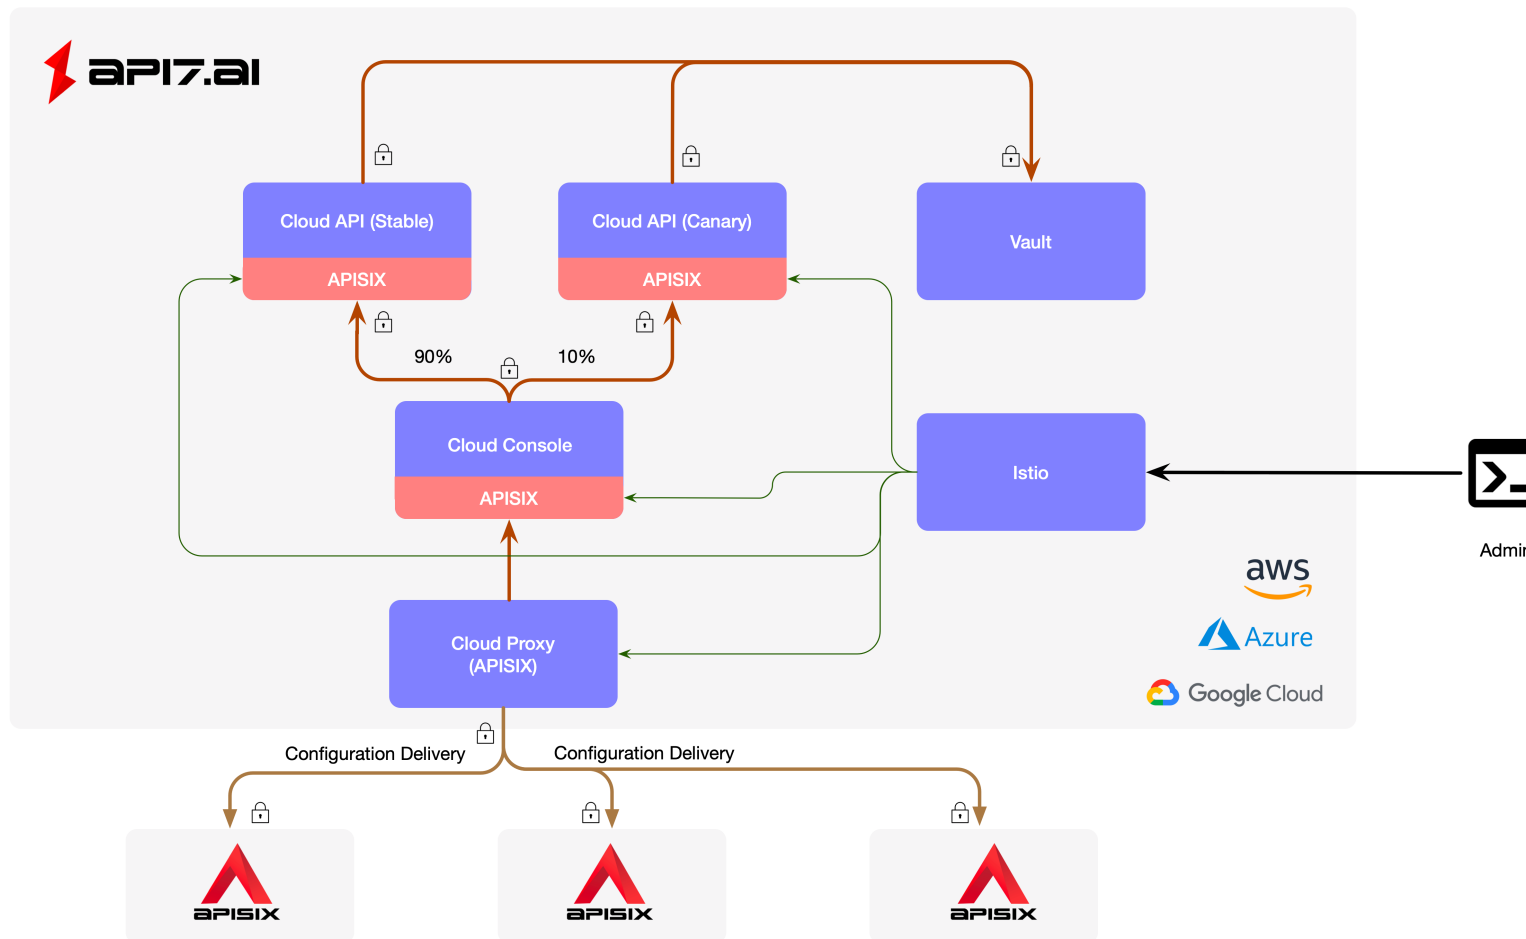 api7.ai
Cloud API (Stable)
APISIX
Cloud API (Canary)
APISIX
Vault
90%
10%
Cloud Console
APISIX
Istio
Admin
Cloud Proxy
(APISIX)
aws
Azure
Google Cloud
Configuration Delivery
Configuration Delivery
APISIX
APISIX
APISIX